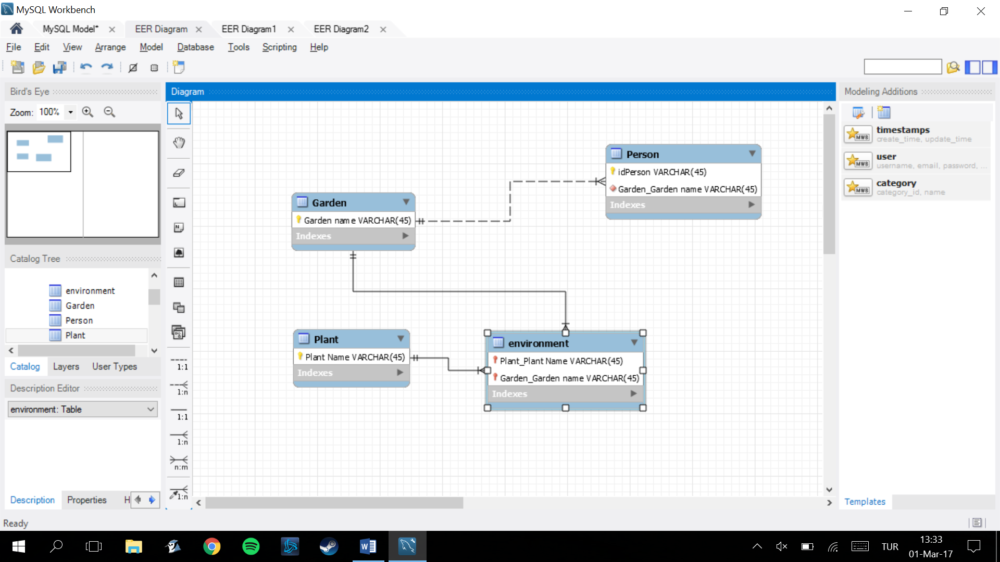 MySQL Workbench
MySQL Model*
EER Diagram
EER Diagram1
EER Diagram2
File Edit View Arrange Model Database Tools Scripting Help
Bird's Eye
Zoom: 100%
Catalog Tree
environment
Garden
Person
Plant
Catalog Layers User Types
Description Editor
environment: Table
Description Properties H
Ready
Diagram
N
1:1
1:n
1:1
1:n
n:m
1:n
Garden
Garden name VARCHAR(45)
Indexes
Person
idPerson VARCHAR(45)
Garden_Garden name VARCHAR(45)
Indexes
Plant
Plant Name VARCHAR(45)
Indexes
environment
Plant_Plant Name VARCHAR(45)
Garden_Garden name VARCHAR(45)
Indexes
Modeling Additions
MWB
timestamps
create_time, update_time
MWB
user
username, email, password, ...
MWB
category
category_id, name
Templates
W
TUR
13:33
01-Mar-17